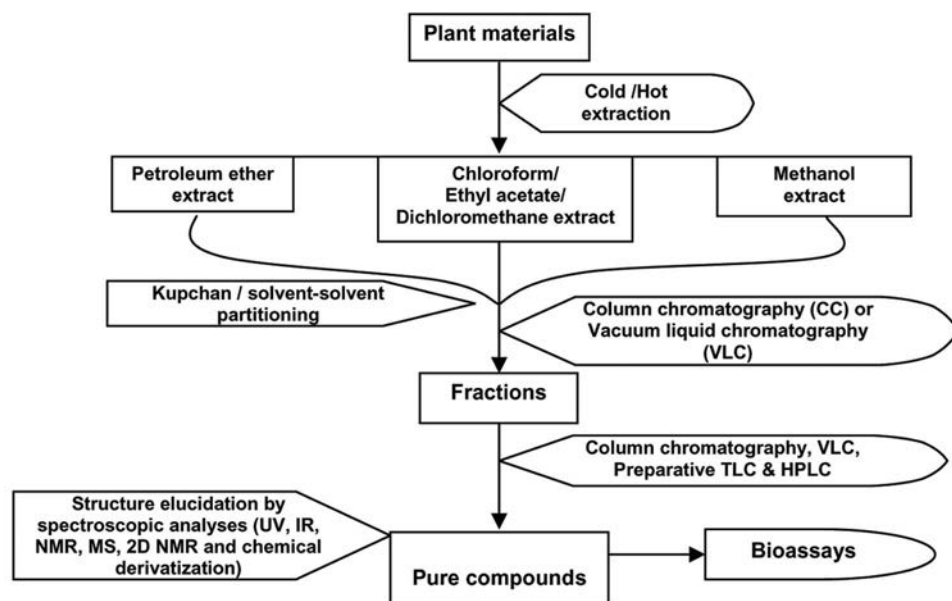 Plant materials
Cold /Hot
extraction
Petroleum ether
extract
Chloroform/
Ethyl acetate/
Dichloromethane extract
Methanol
extract
Kupchan / solvent-solvent
partitioning
Column chromatography (CC) or
Vacuum liquid chromatography
(VLC)
Fractions
Column chromatography, VLC,
Preparative TLC & HPLC
Structure elucidation by
spectroscopic analyses (UV, IR,
NMR, MS, 2D NMR and chemical
derivatization)
Pure compounds
Bioassays